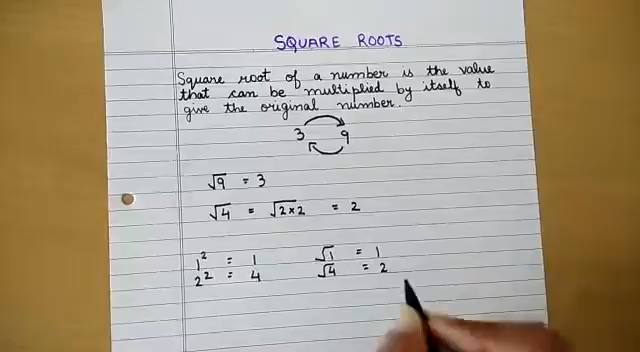 SQUARE ROOTS
Square root of a number is the value
that can be multiplied by itself to
give the original number.
3 9
√9 = 3
√4 = √2×2 = 2
1² = 1 √1 = 1
2² = 4 √4 = 2